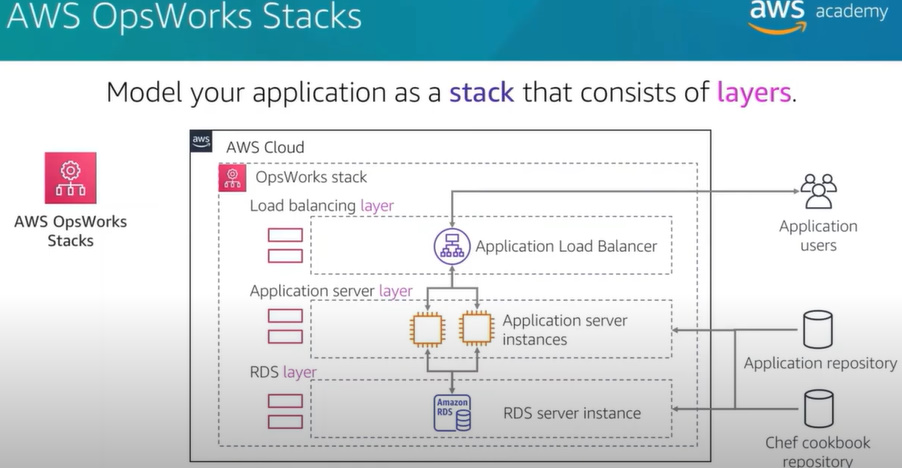 AWS OpsWorks Stacks
aws academy
Model your application as a stack that consists of layers.
aws
AWS Cloud
OpsWorks stack
Load balancing layer
AWS OpsWorks
Stacks
Application Load Balancer
Application
users
Application server layer
Application server
instances
Application repository
RDS layer
Amazon
RDS
RDS server instance
Chef cookbook
repository